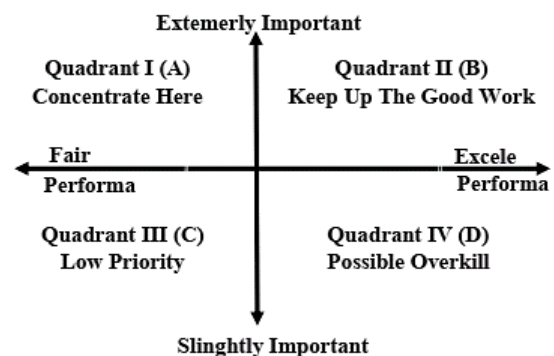 Extemerly Important
Quadrant I (A)
Concentrate Here
Quadrant II (B)
Keep Up The Good Work
Fair
Performa
Excele
Performa
Quadrant III (C)
Low Priority
Quadrant IV (D)
Possible Overkill
Slinghtly Important